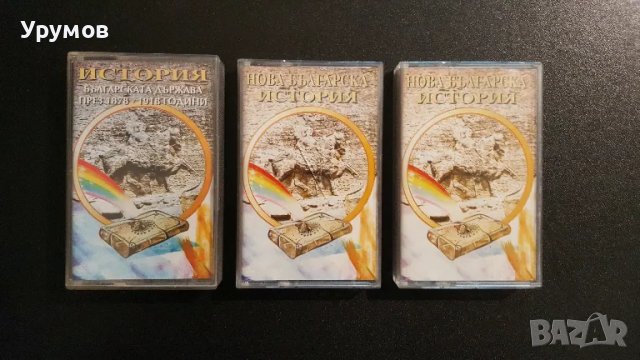 Урумов
ИСТОРИЯ
БЪЛГАРСКАТА ДЪРЖАВА
ПРЕЗ 1878 - 1918 ГОДИНИ
НОВА БЪЛГАРСКА
ИСТОРИЯ
НОВА БЪЛГАРСКА
ИСТОРИЯ
BAZAR